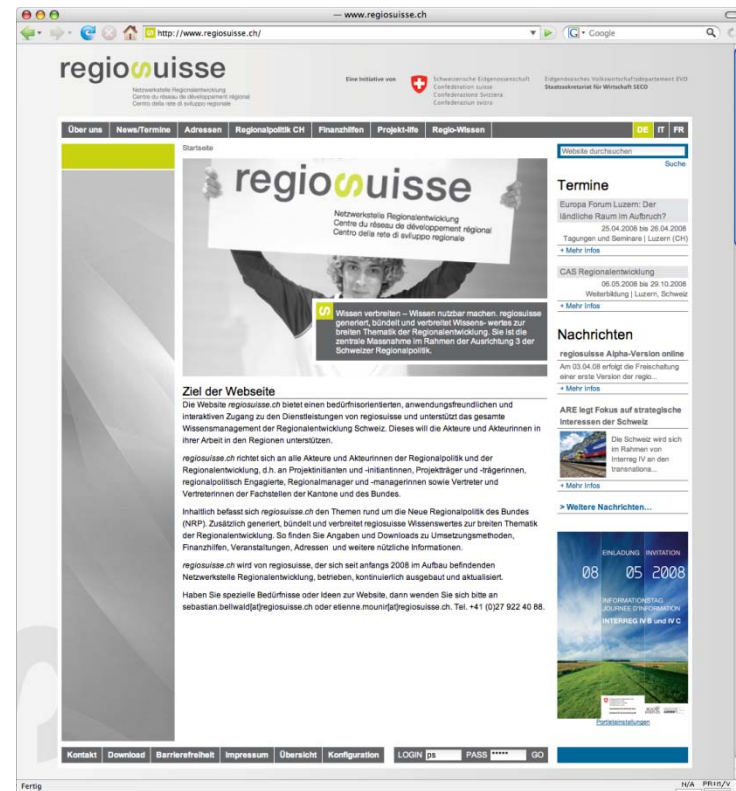 — www.regiosuisse.ch
http://www.regiosuisse.ch/
Google
regiosuisse
Netzwerkstelle Regionalentwicklung
Centre du réseau de développement régional
Centro della rete di sviluppo regionale
Eine Initiative von
Schweizerische Eidgenossenschaft
Confédération suisse
Confederazione Svizzera
Confederaziun svizra
Eidgenössisches Volkswirtschaftsdepartement EVD
Staatssekretariat für Wirtschaft SECO
Über uns News/Termine Adressen Regionalpolitik CH Finanzhilfen Projekt-life Regio-Wissen DE IT FR
Startseite
regiosuisse
Netzwerkstelle Regionalentwicklung
Centre du réseau de développement régional
Centro della rete di sviluppo regionale
Wissen verbreiten – Wissen nutzbar machen. regiosuisse
generiert, bündelt und verbreitet Wissens- wertes zur
breiten Thematik der Regionalentwicklung. Sie ist die
zentrale Massnahme im Rahmen der Ausrichtung 3 der
Schweizer Regionalpolitik.
Ziel der Webseite
Die Website regiosuisse.ch bietet einen bedürfnisorientierten, anwendungsfreundlichen und
interaktiven Zugang zu den Dienstleistungen von regiosuisse und unterstützt das gesamte
Wissensmanagement der Regionalentwicklung Schweiz. Dieses will die Akteure und Akteurinnen in
ihrer Arbeit in den Regionen unterstützen.
regiosuisse.ch richtet sich an alle Akteure und Akteurinnen der Regionalpolitik und der
Regionalentwicklung, d.h. an Projektinitianten und -initiantinnen, Projektträger und -trägerinnen,
regionalpolitisch Engagierte, Regionalmanager und -managerinnen sowie Vertreter und
Vertreterinnen der Fachstellen der Kantone und des Bundes.
Inhaltlich befasst sich regiosuisse.ch den Themen rund um die Neue Regionalpolitik des Bundes
(NRP). Zusätzlich generiert, bündelt und verbreitet regiosuisse Wissenswertes zur breiten Thematik
der Regionalentwicklung. So finden Sie Angaben und Downloads zu Umsetzungsmethoden,
Finanzhilfen, Veranstaltungen, Adressen und weitere nützliche Informationen.
regiosuisse.ch wird von regiosuisse, der sich seit anfangs 2008 im Aufbau befindenden
Netzwerkstelle Regionalentwicklung, betrieben, kontinuierlich ausgebaut und aktualisiert.
Haben Sie spezielle Bedürfnisse oder Ideen zur Website, dann wenden Sie sich bitte an
sebastian.bellwald[at]regiosuisse.ch oder etienne.mounir[at]regiosuisse.ch. Tel. +41 (0)27 922 40 88.
Website durchsuchen
Suche
Termine
Europa Forum Luzern: Der
ländliche Raum im Aufbruch?
25.04.2008 bis 26.04.2008
Tagungen und Seminare | Luzern (CH)
+ Mehr Infos
CAS Regionalentwicklung
06.05.2008 bis 29.10.2008
Weiterbildung | Luzern, Schweiz
+ Mehr Infos
Nachrichten
regiosuisse Alpha-Version online
Am 03.04.08 erfolgt die Freischaltung
einer erste Version der regio...
+ Mehr Infos
ARE legt Fokus auf strategische
Interessen der Schweiz
Die Schweiz wird sich
im Rahmen von
Interreg IV an den
transnationa...
+ Mehr Infos
> Weitere Nachrichten...
EINLADUNG INVITATION
08 05 2008
INFORMATIONSTAG
JOURNEE D'INFORMATION
INTERREG IV B und IV C
Portleteinstellungen
Kontakt Download Barrierefreiheit Impressum Übersicht Konfiguration LOGIN ps PASS ***** GO
Fertig
N/A